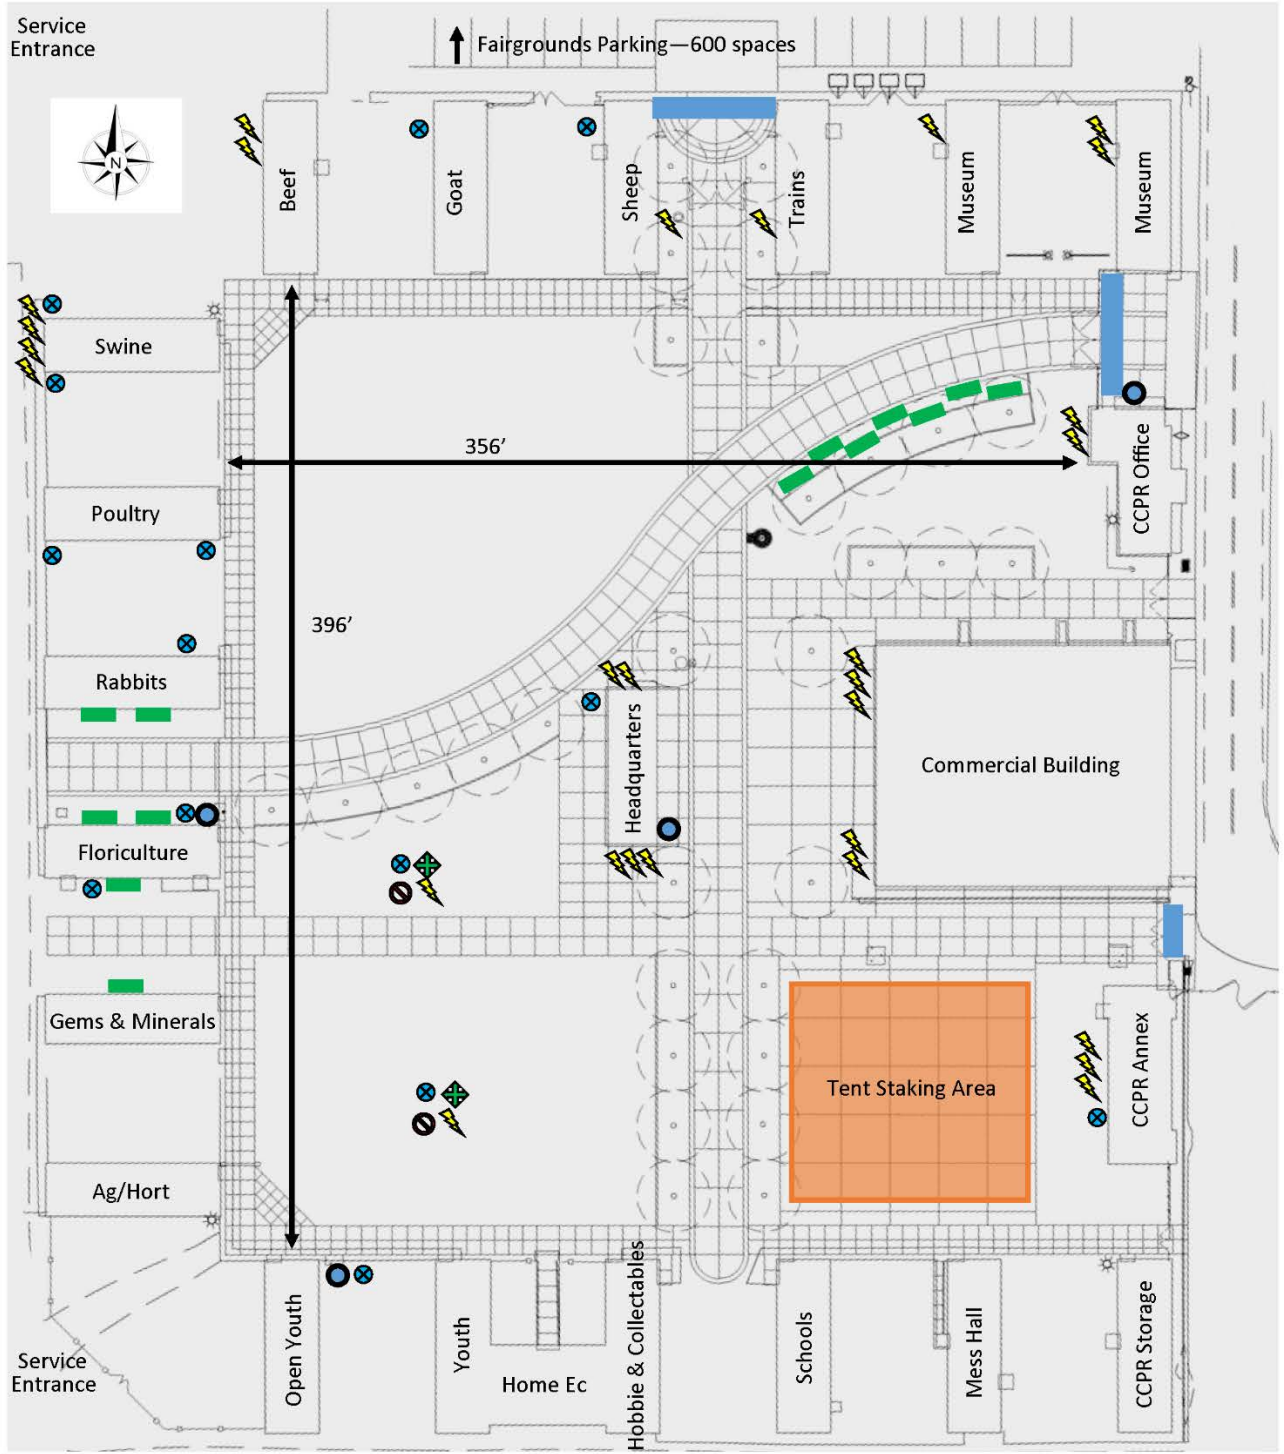 Service
Entrance
Fairgrounds Parking—600 spaces
N
Beef
Goat
Sheep
Trains
Museum
Museum
Swine
356’
CCPR Office
Poultry
396’
Rabbits
Headquarters
Commercial Building
Floriculture
Gems & Minerals
Tent Staking Area
CCPR Annex
Ag/Hort
Service
Entrance
Open Youth
Youth
Home Ec
Hobbie & Collectables
Schools
Mess Hall
CCPR Storage